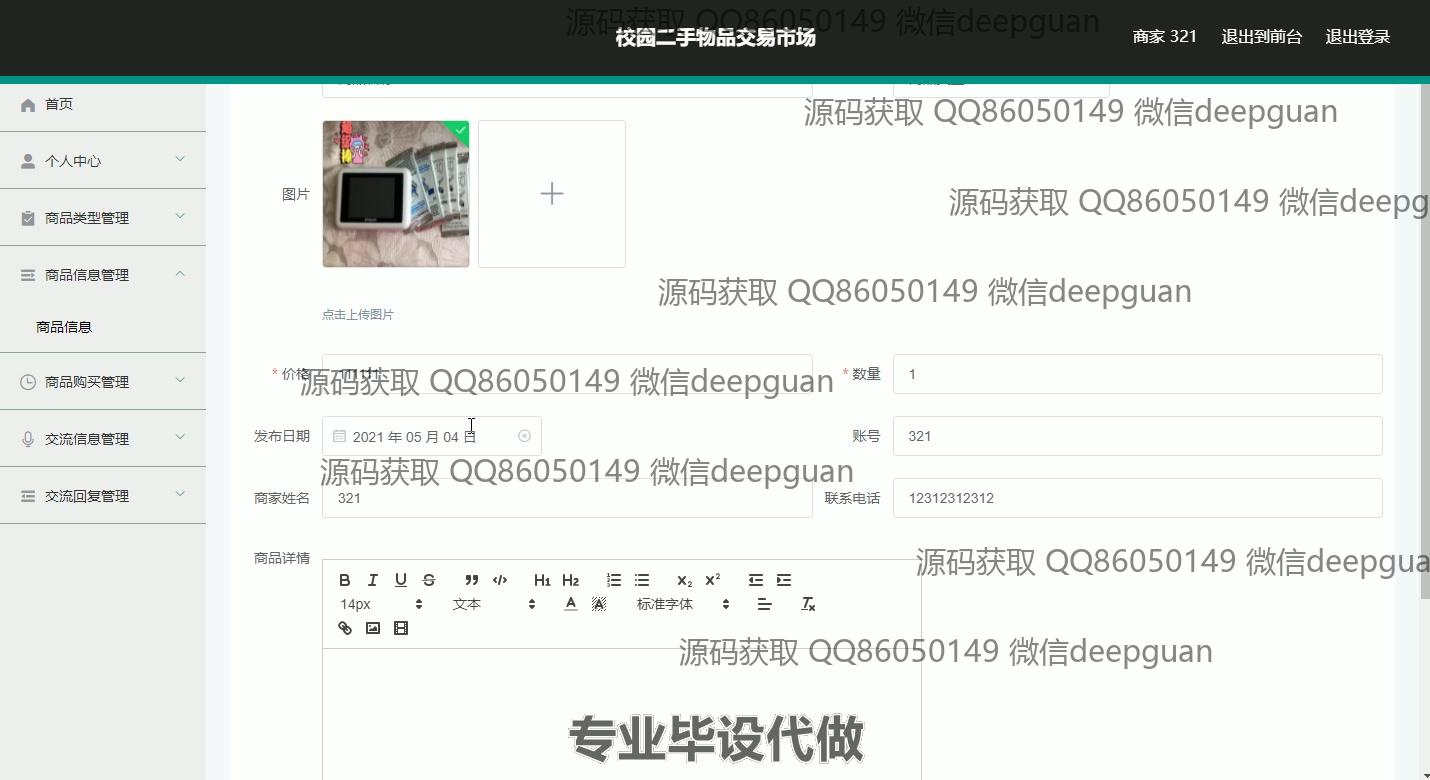 源码获取 QQ86050149 微信deepguan
校园二手物品交易市场
商家 321 退出到前台 退出登录
首页
个人中心
商品类型管理
商品信息管理
商品信息
商品购买管理
交流信息管理
交流回复管理
源码获取 QQ86050149 微信deepguan
图片
源码获取 QQ86050149 微信deepg
源码获取 QQ86050149 微信deepguan
点击上传图片
* 价格
源码获取 QQ86050149 微信deepguan
* 数量 1
发布日期 2021 年 05 月 04 日
账号 321
源码获取 QQ86050149 微信deepguan
商家姓名 321
联系电话 12312312312
商品详情
源码获取 QQ86050149 微信deepgua
B I U S H1 H2 X2 X2
14px 文本 A A 标准字体 Tx
源码获取 QQ86050149 微信deepguan
专业毕设代做